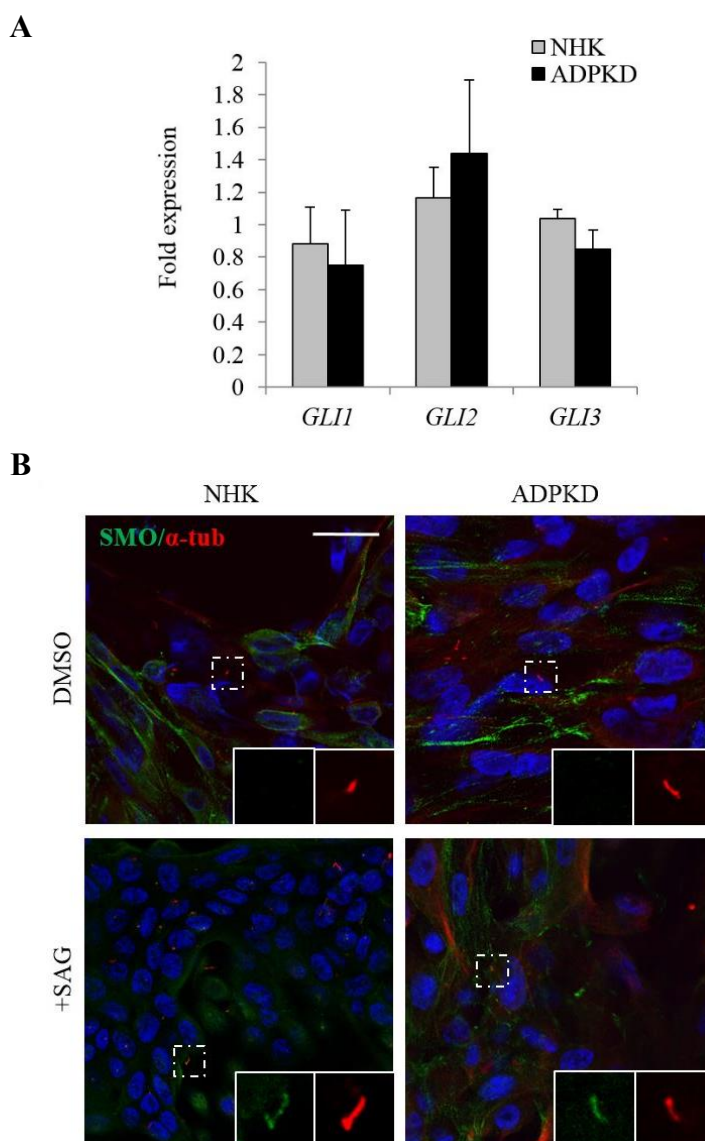 A
NHK
ADPKD
2
1.8
1.6
1.4
1.2
1
0.8
0.6
0.4
0.2
0
Fold expression
GLI1 GLI2 GLI3
B
NHK ADPKD
SMO/α-tub
DMSO
+SAG